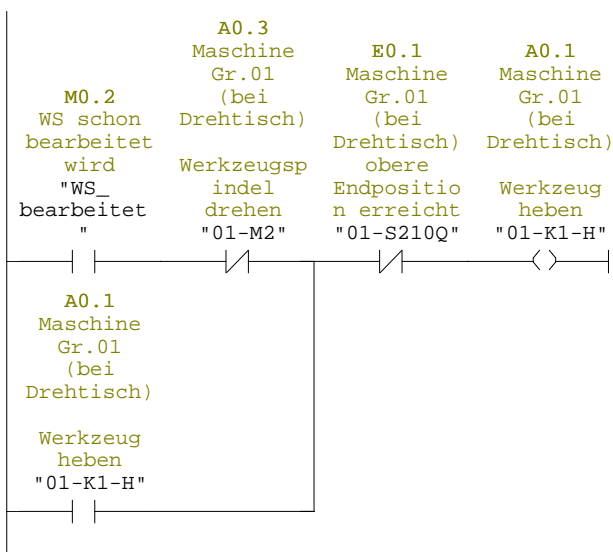 M0.2
WS schon
bearbeitet
wird
"WS_
bearbeitet
"
A0.3
Maschine
Gr.01
(bei
Drehtisch)
Werkzeugsp
indel
drehen
"01-M2"
E0.1
Maschine
Gr.01
(bei
Drehtisch)
obere
Endpositio
n erreicht
"01-S210Q"
A0.1
Maschine
Gr.01
(bei
Drehtisch)
Werkzeug
heben
"01-K1-H"
A0.1
Maschine
Gr.01
(bei
Drehtisch)
Werkzeug
heben
"01-K1-H"